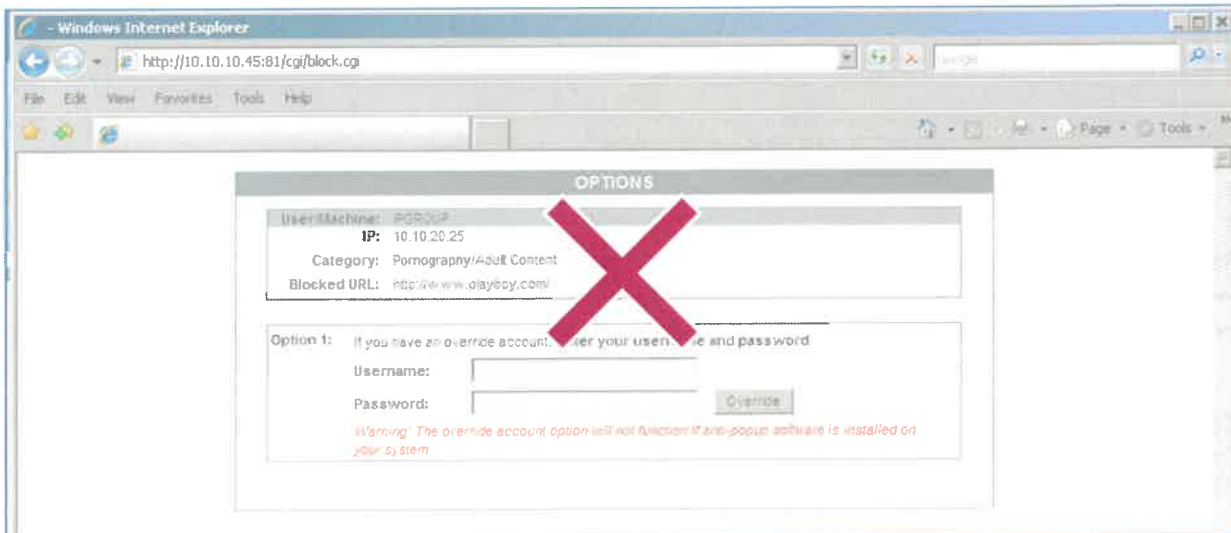 - Windows Internet Explorer
http://10.10.10.45:81/cgi/block.cgi
File Edit View Favorites Tools Help
Page Tools
OPTIONS
User/Machine: IPGROUP
IP: 10.10.20.25
Category: Pornography/Adult Content
Blocked URL: http://www.playboy.com/
Option 1: If you have an override account, your and password
Username:
Password:
Override
Warning: The override account option will not function if anti-popup software is installed on
your system